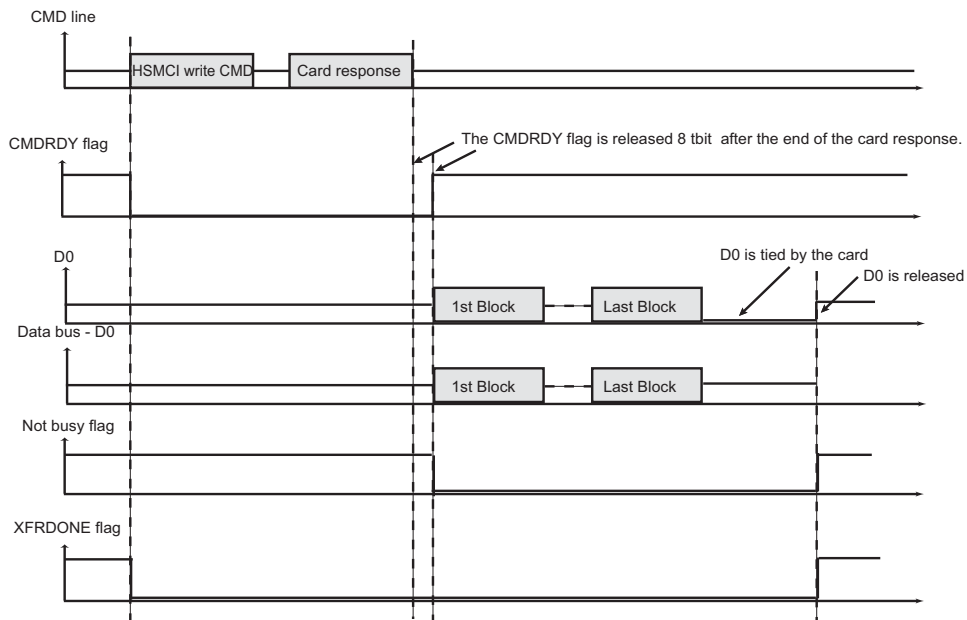 CMD line
HSMCI write CMD
Card response
The CMDRDY flag is released 8 tbit after the end of the card response.
CMDRDY flag
D0 is tied by the card
D0
D0 is released
1st Block
Last Block
Data bus - D0
1st Block
Last Block
Not busy flag
XFRDONE flag